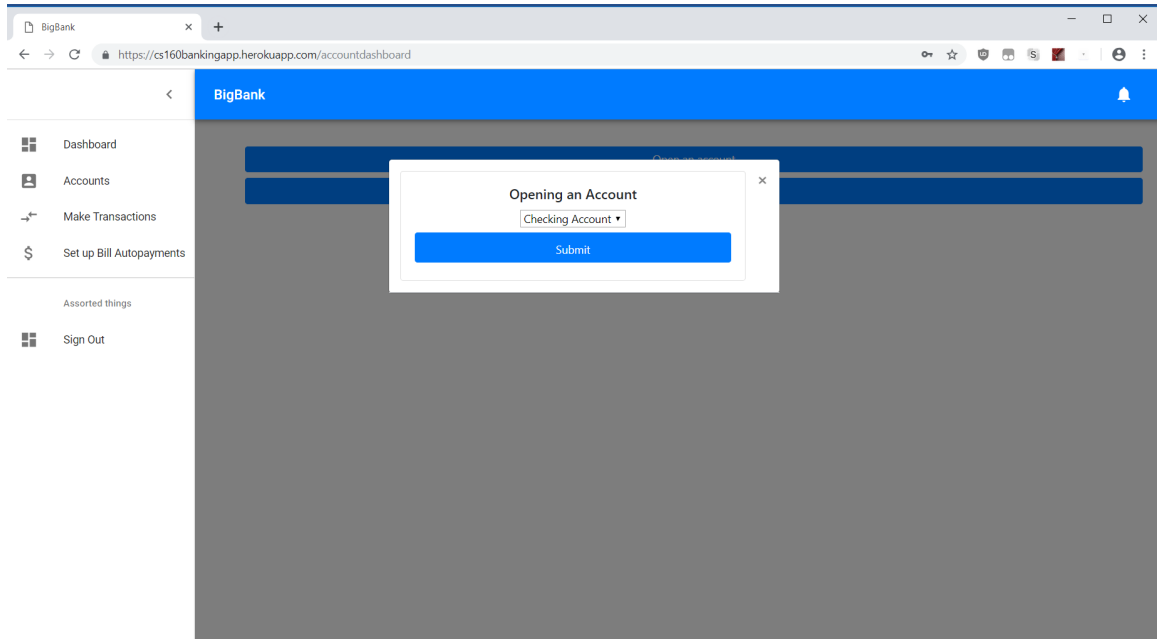 BigBank
https://cs160bankingapp.herokuapp.com/accountdashboard
BigBank
Dashboard
Accounts
Make Transactions
Set up Bill Autopayments
Assorted things
Sign Out
Open an account
Opening an Account
Checking Account
Submit